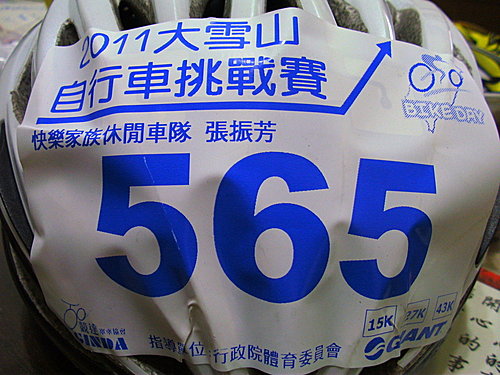 2011大雪山
自行車挑戰賽
BIKE DAY
快樂家族休閒車隊 張振芳
565
15K 27K 43K
GIANT
指導單位:行政院體育委員會